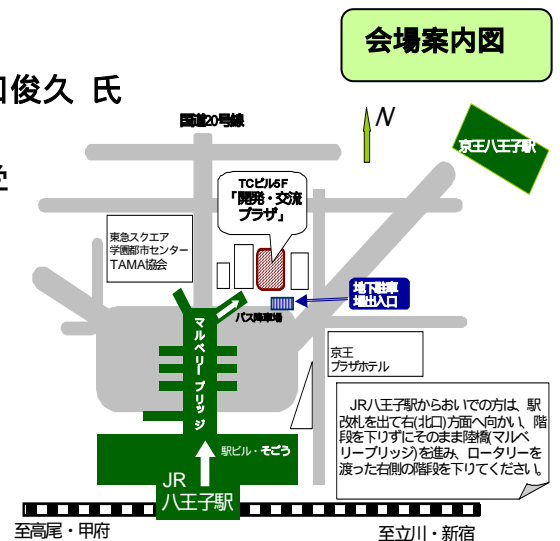 会場案内図
俊久 氏
国道20号線
N
京王八王子駅
TCビル5F
「開発・交流
プラザ」
東急スクエア
学園都市センター
TAMA協会
地下駐車
場出入口
バス降車場
マルベリーブリッジ
京王
プラザホテル
JR八王子駅からおいでの方は、駅
改札を出て右(北口)方面へ向かい、階
段を下りずにそのまま陸橋(マルベ
リーブリッジ)を進み、ロータリーを
渡った右側の階段を下りてください。
駅ビル・そごう
JR
八王子駅
至高尾・甲府
至立川・新宿